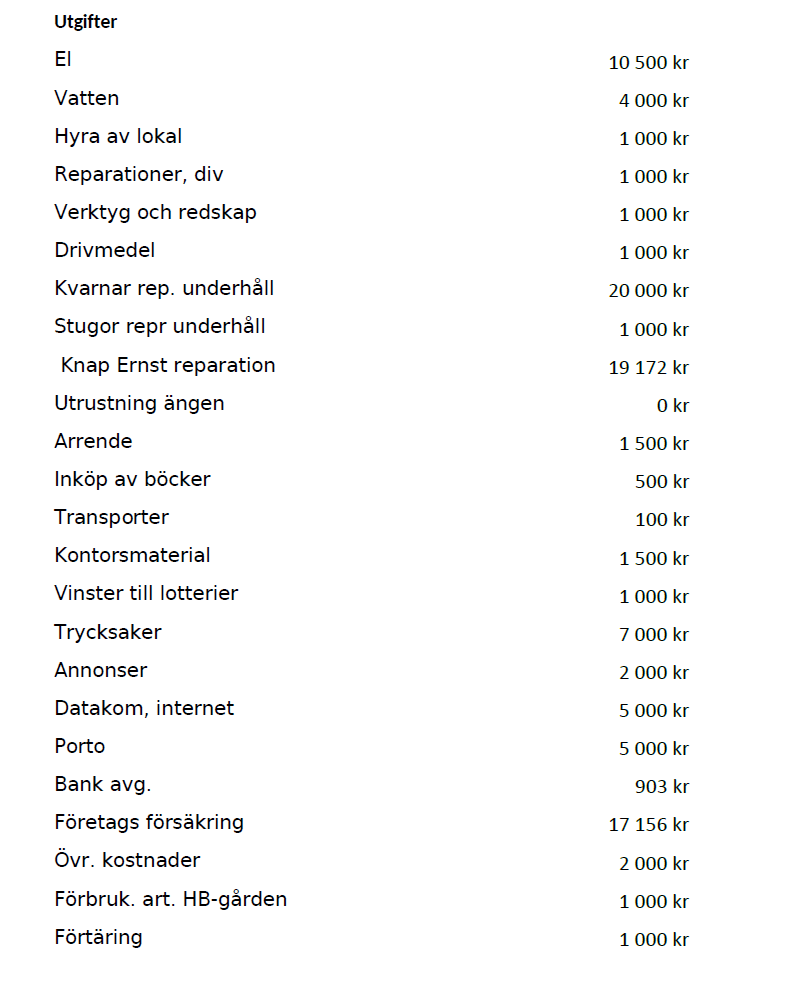 Utgifter
El 10 500 kr
Vatten 4 000 kr
Hyra av lokal 1 000 kr
Reparationer, div 1 000 kr
Verktyg och redskap 1 000 kr
Drivmedel 1 000 kr
Kvarnar rep. underhåll 20 000 kr
Stugor repr underhåll 1 000 kr
Knap Ernst reparation 19 172 kr
Utrustning ängen 0 kr
Arrende 1 500 kr
Inköp av böcker 500 kr
Transporter 100 kr
Kontorsmaterial 1 500 kr
Vinster till lotterier 1 000 kr
Trycksaker 7 000 kr
Annonser 2 000 kr
Datakom, internet 5 000 kr
Porto 5 000 kr
Bank avg. 903 kr
Företags försäkring 17 156 kr
Övr. kostnader 2 000 kr
Förbruk. art. HB-gården 1 000 kr
Förtäring 1 000 kr